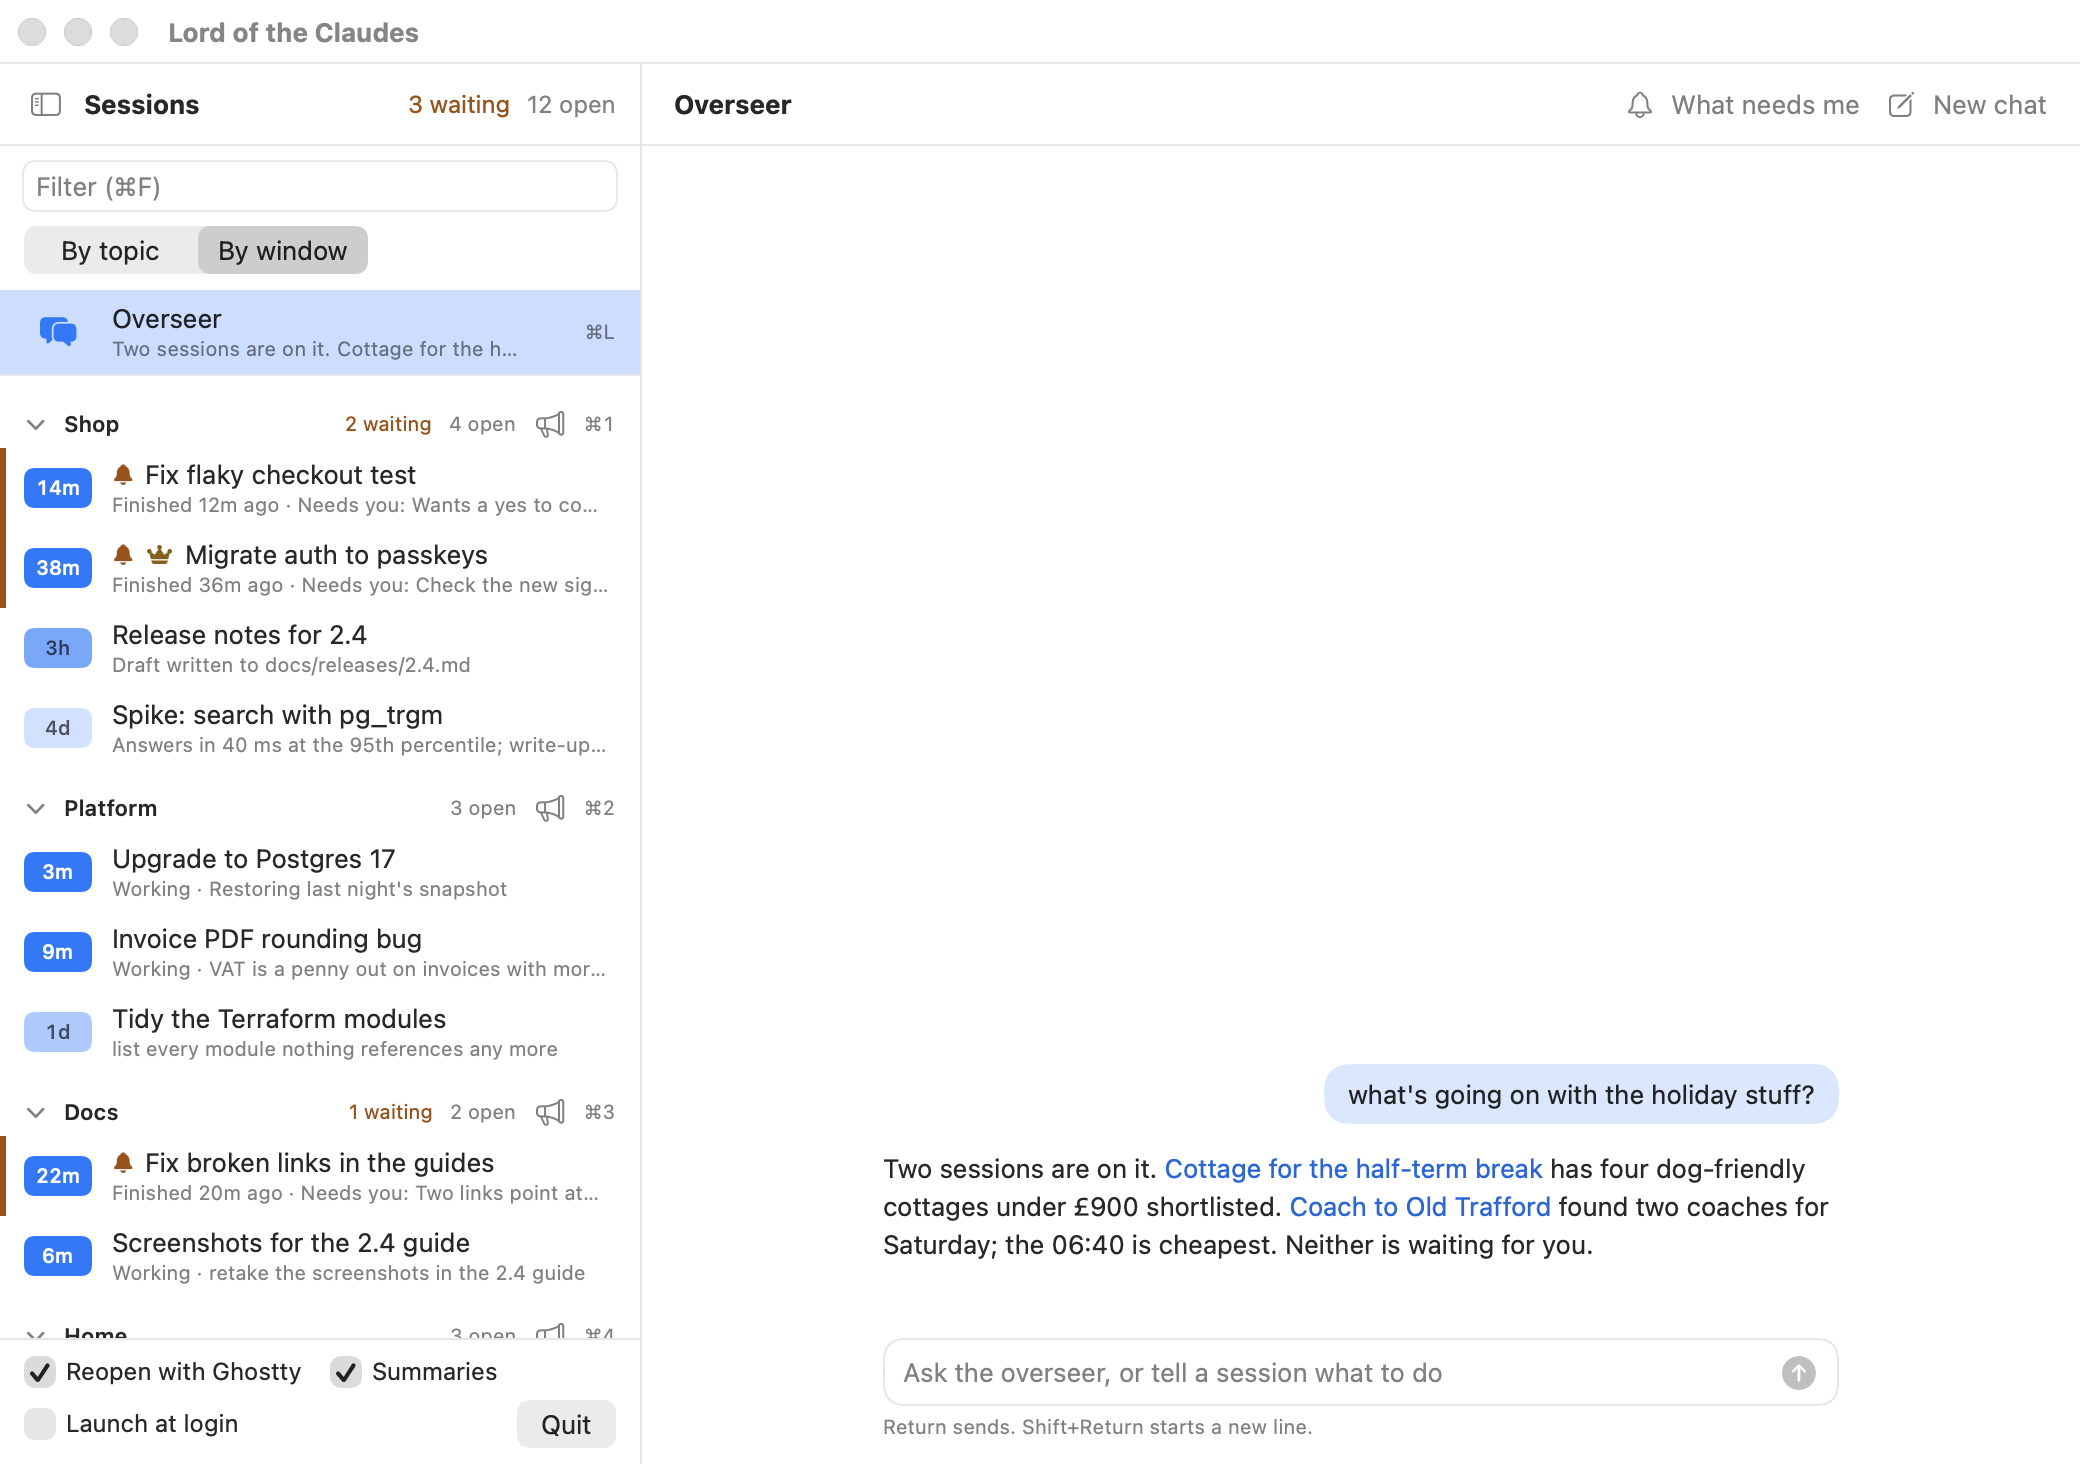 Lord of the Claudes
Sessions
3 waiting 12 open
Filter (⌘F)
By topic
By window
Overseer
Two sessions are on it. Cottage for the h...
⌘L
Shop
2 waiting 4 open ⌘1
14m
Fix flaky checkout test
Finished 12m ago · Needs you: Wants a yes to co...
38m
Migrate auth to passkeys
Finished 36m ago · Needs you: Check the new sig...
3h
Release notes for 2.4
Draft written to docs/releases/2.4.md
4d
Spike: search with pg_trgm
Answers in 40 ms at the 95th percentile; write-up...
Platform
3 open ⌘2
3m
Upgrade to Postgres 17
Working · Restoring last night's snapshot
9m
Invoice PDF rounding bug
Working · VAT is a penny out on invoices with mor...
1d
Tidy the Terraform modules
list every module nothing references any more
Docs
1 waiting 2 open ⌘3
22m
Fix broken links in the guides
Finished 20m ago · Needs you: Two links point at...
6m
Screenshots for the 2.4 guide
Working · retake the screenshots in the 2.4 guide
Home
3 open ⌘4
Reopen with Ghostty
Summaries
Launch at login
Quit
Overseer
What needs me
New chat
what's going on with the holiday stuff?
Two sessions are on it. Cottage for the half-term break has four dog-friendly
cottages under £900 shortlisted. Coach to Old Trafford found two coaches for
Saturday; the 06:40 is cheapest. Neither is waiting for you.
Ask the overseer, or tell a session what to do
Return sends. Shift+Return starts a new line.